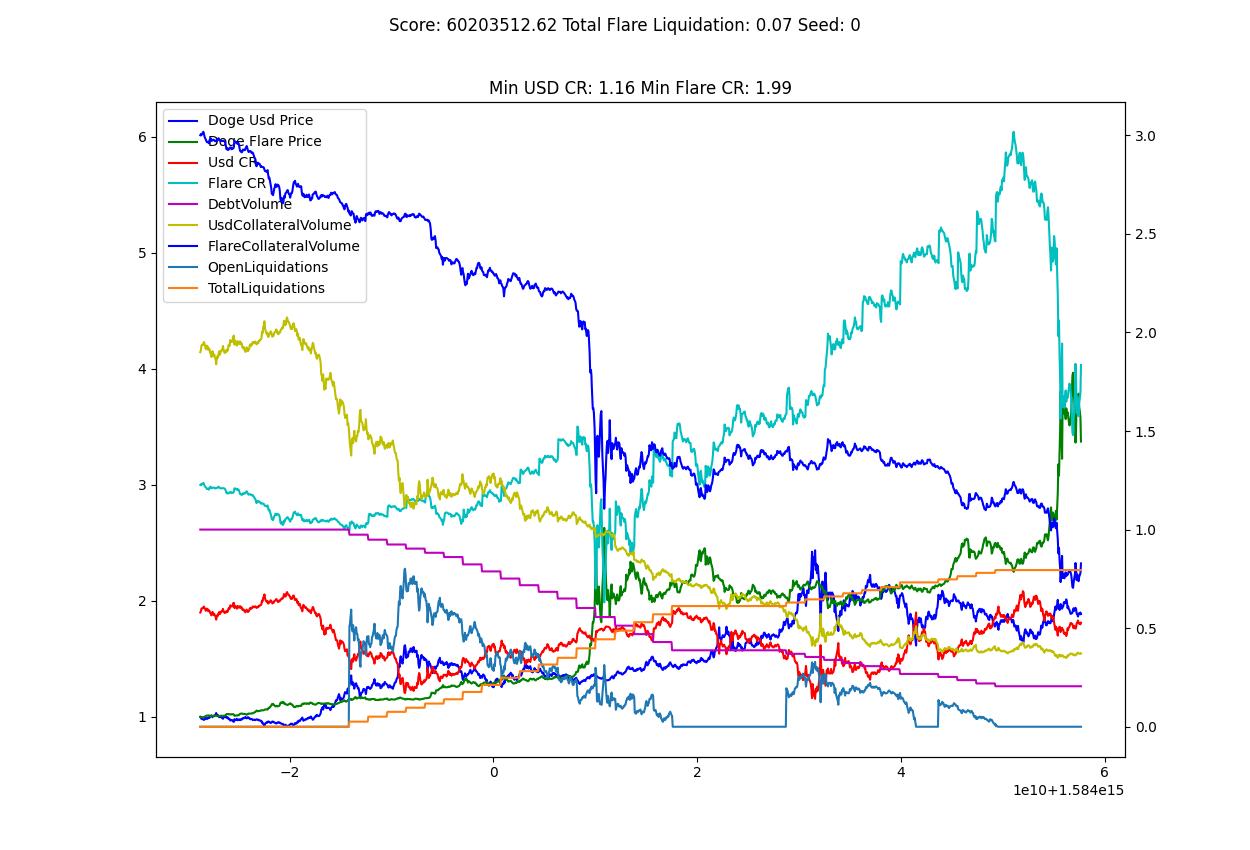 Score: 60203512.62 Total Flare Liquidation: 0.07 Seed: 0
Min USD CR: 1.16 Min Flare CR: 1.99
Doge Usd Price
Doge Flare Price
Usd CR
Flare CR
DebtVolume
UsdCollateralVolume
FlareCollateralVolume
OpenLiquidations
TotalLiquidations
6
5
4
3
2
1
3.0
2.5
2.0
1.5
1.0
0.5
0.0
−2
0
2
4
6
1e10+1.584e15